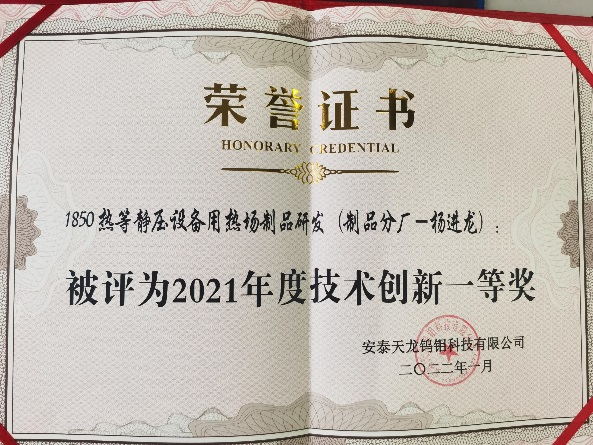 荣誉证书
HONORARY CREDENTIAL
1850热等静压设备用热场制品研发（制品分厂－杨进龙）：
被评为2021年度技术创新一等奖
安泰天龙钨钼科技有限公司
二〇二二年一月